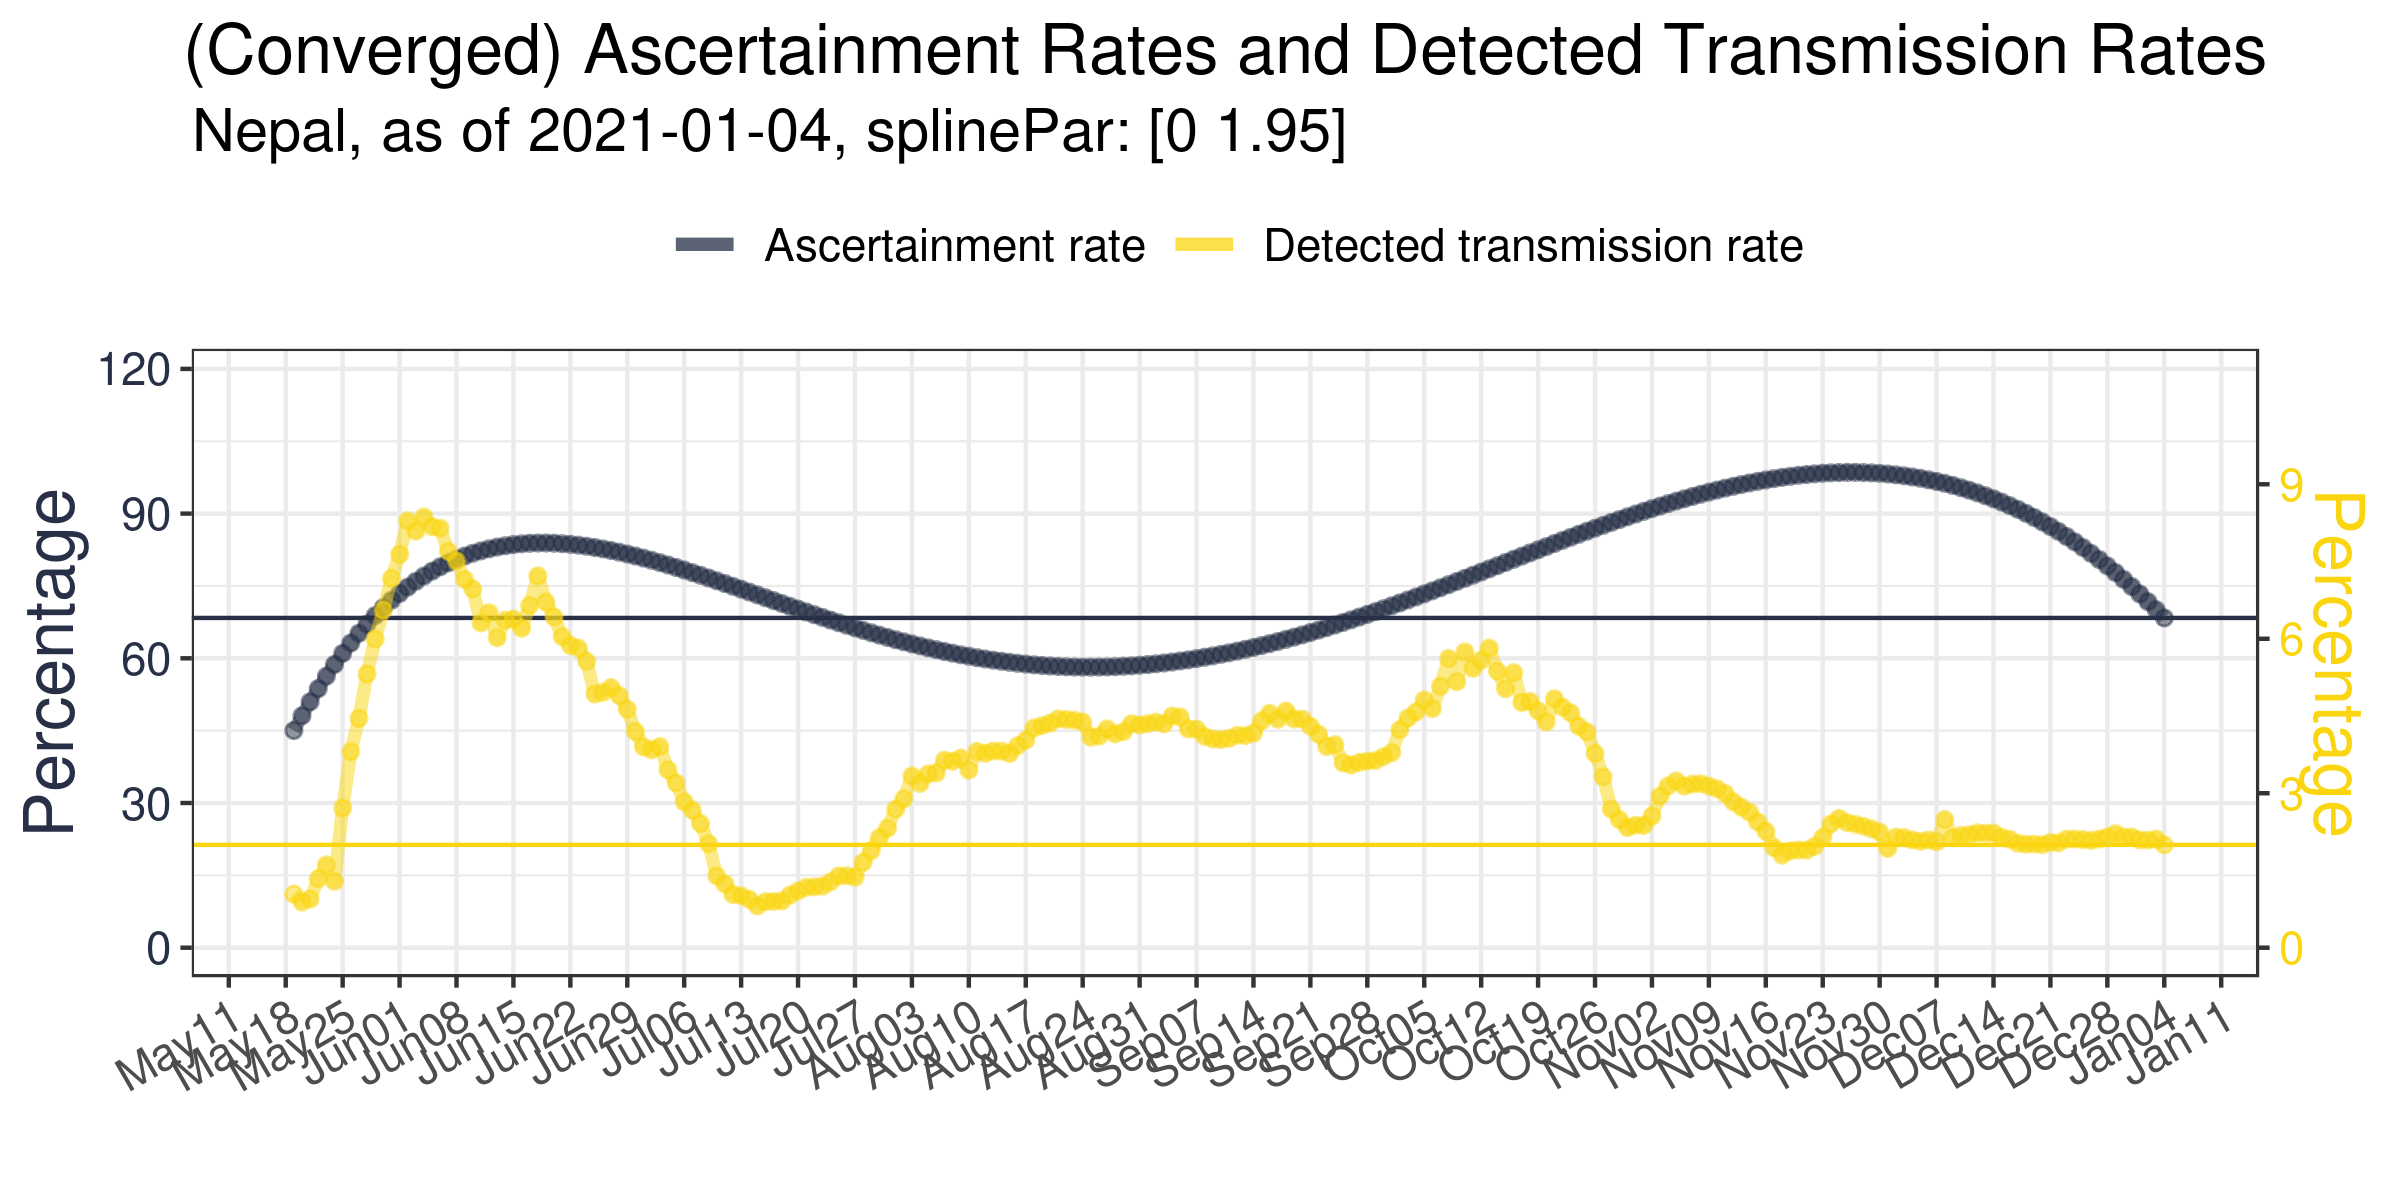 (Converged) Ascertainment Rates and Detected Transmission Rates
Nepal, as of 2021-01-04, splinePar: [0 1.95]
Ascertainment rate
Detected transmission rate
Percentage
120
90
60
30
0
9
6
3
0
Percentage
May11
May18
May25
Jun01
Jun08
Jun15
Jun22
Jun29
Jul06
Jul13
Jul20
Jul27
Aug03
Aug10
Aug17
Aug24
Aug31
Sep07
Sep14
Sep21
Sep28
Oct05
Oct12
Oct19
Oct26
Nov02
Nov09
Nov16
Nov23
Nov30
Dec07
Dec14
Dec21
Dec28
Jan04
Jan11